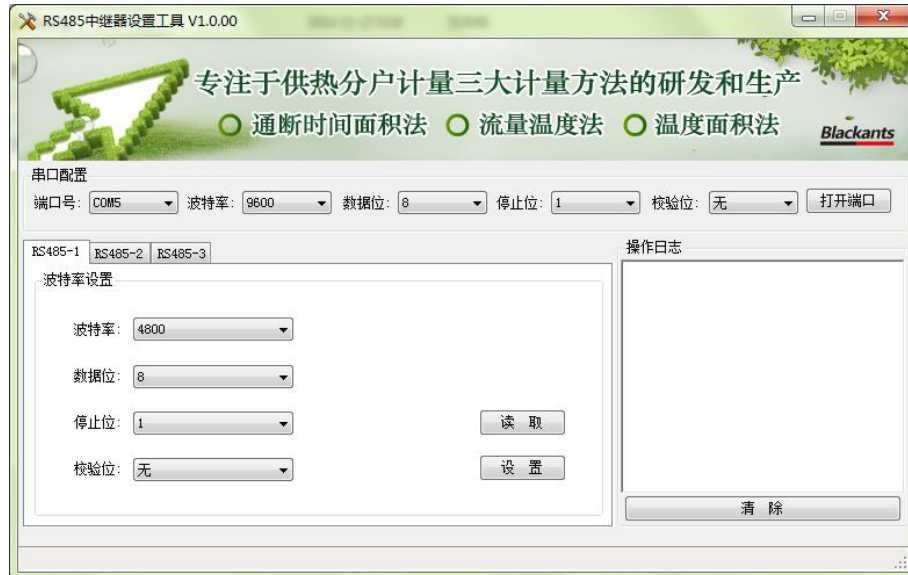 RS485中继器设置工具 V1.0.00
专注于供热分户计量三大计量方法的研发和生产
通断时间面积法 流量温度法 温度面积法
Blackants
串口配置
端口号: COM5 波特率: 9600 数据位: 8 停止位: 1 校验位: 无 打开端口
RS485-1 RS485-2 RS485-3
操作日志
波特率设置
波特率: 4800
数据位: 8
停止位: 1
读 取
校验位: 无
设 置
清 除